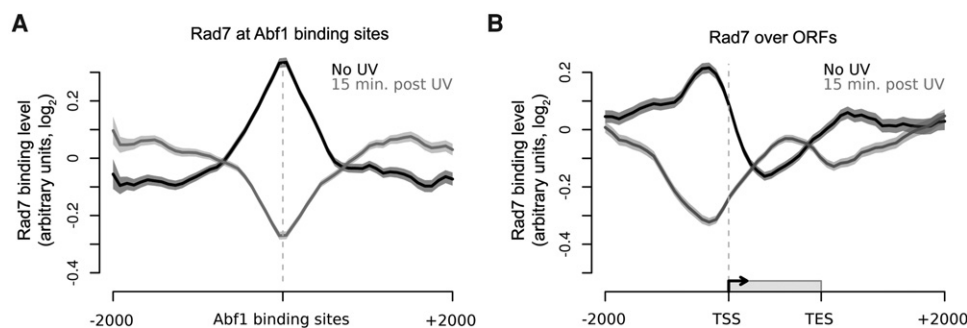 A
Rad7 at Abf1 binding sites
No UV
15 min. post UV
Rad7 binding level
(arbitrary units, log2)
0.2
0
-0.2
-0.4
-2000
Abf1 binding sites
+2000
B
Rad7 over ORFs
No UV
15 min. post UV
Rad7 binding level
(arbitrary units, log2)
0.2
0
-0.2
-0.4
-2000
TSS
TES
+2000